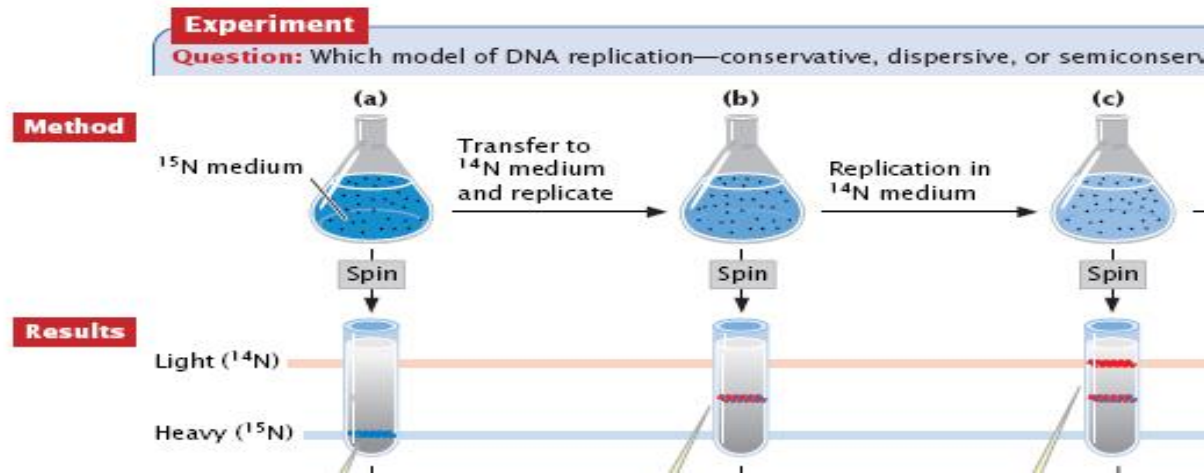 Experiment
Question: Which model of DNA replication—conservative, dispersive, or semiconserv
(a)
(b)
(c)
Method
¹⁵N medium
Transfer to
¹⁴N medium
and replicate
Replication in
¹⁴N medium
Spin
Spin
Spin
Results
Light (¹⁴N)
Heavy (¹⁵N)